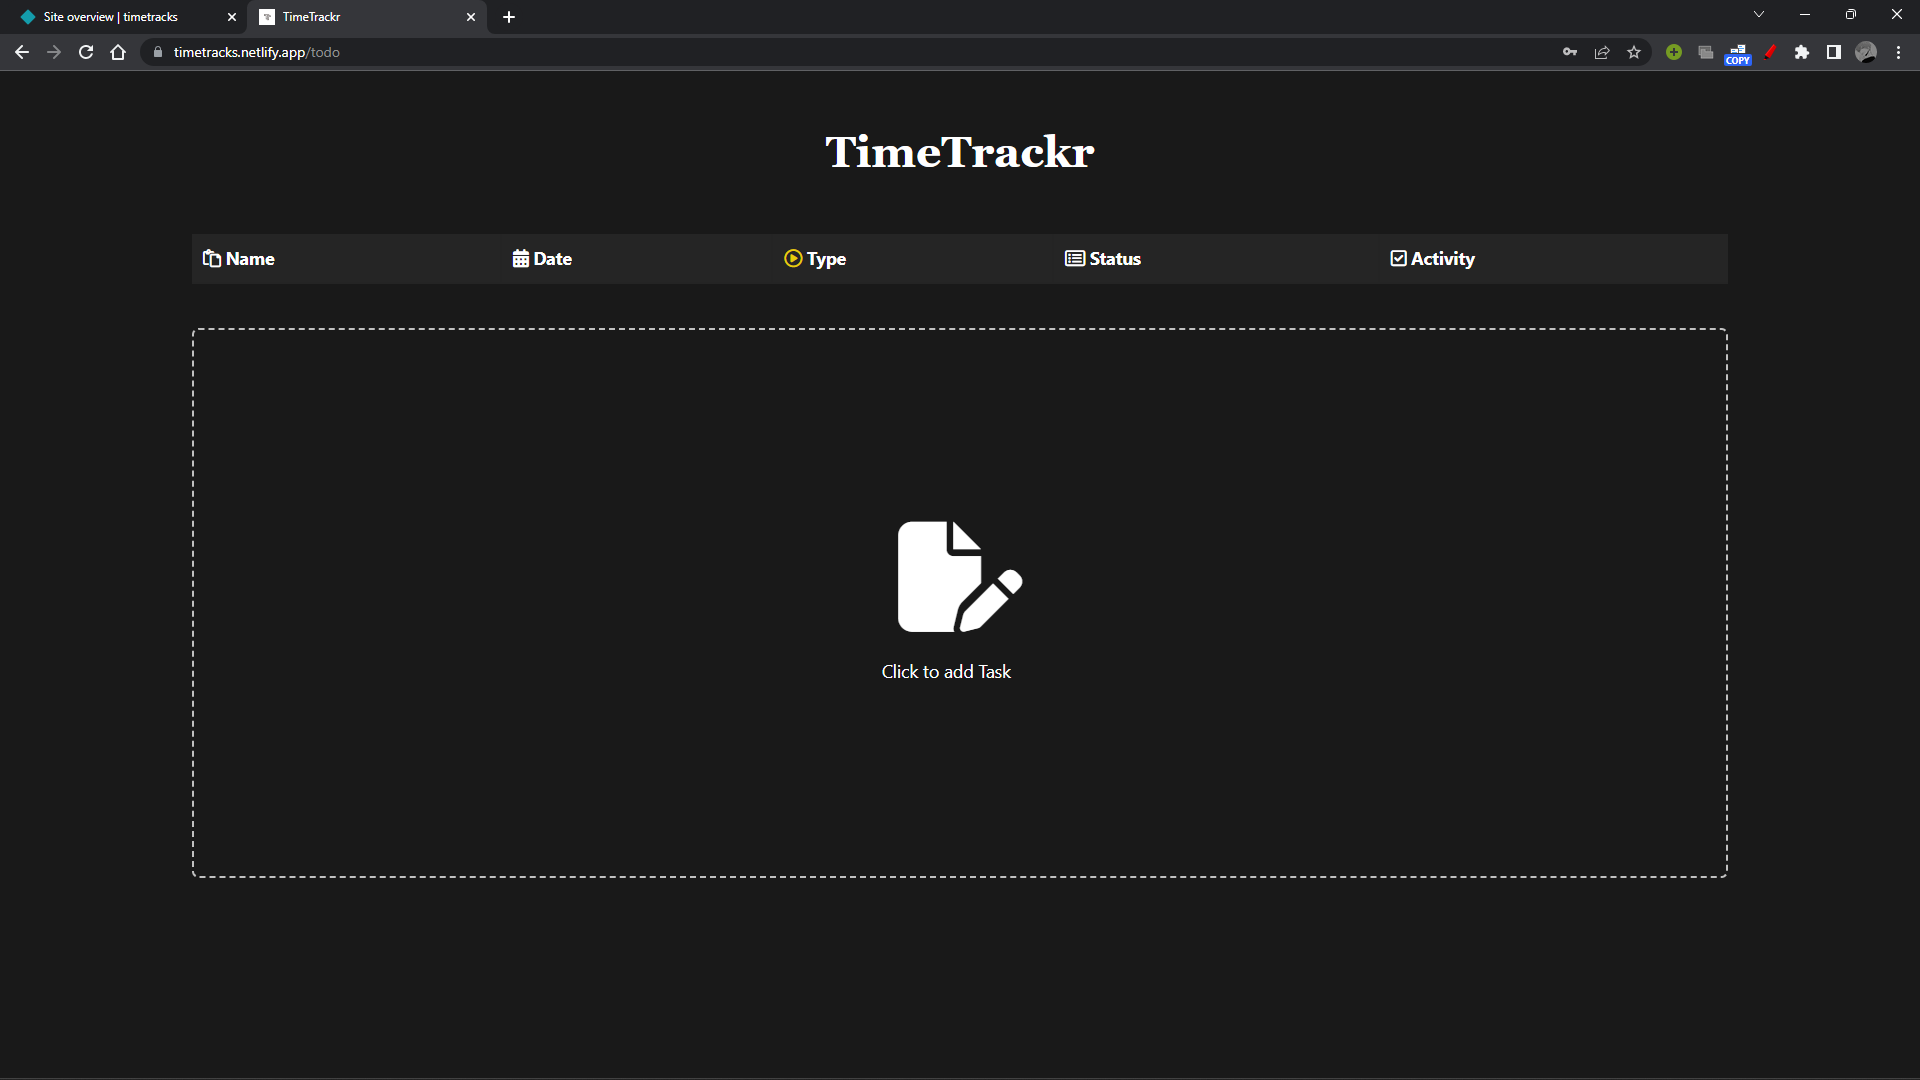 Site overview | timetracks
TimeTrackr
timetracks.netlify.app/todo
COPY
TimeTrackr
Name
Date
Type
Status
Activity
Click to add Task